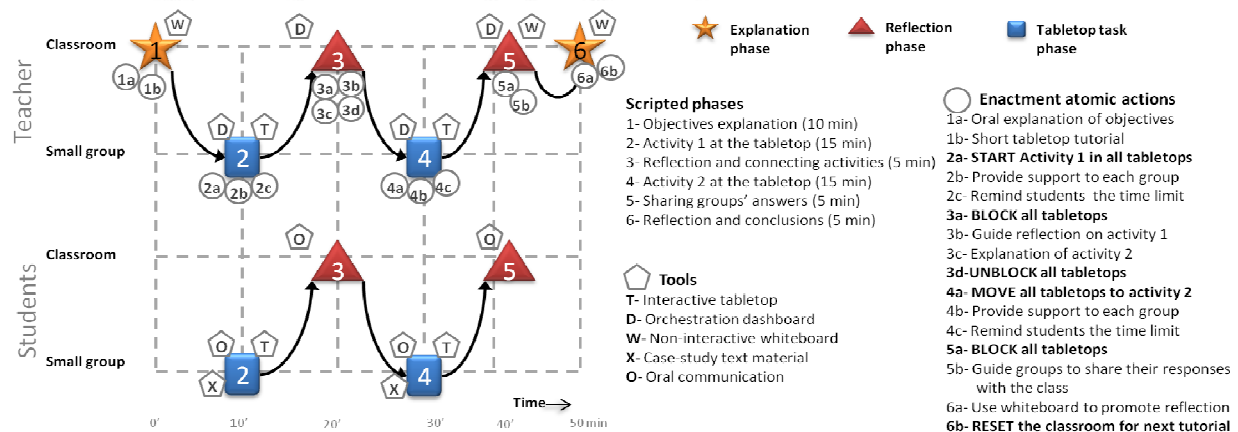 Teacher
Classroom
Small group
1
W
1a
1b
D
T
2
2a
2b
2c
D
3
3a
3b
3c
3d
D
T
4
4a
4b
4c
D
W
5
5a
5b
W
6
6a
6b
Students
Classroom
Small group
O
T
X
2
O
3
O
T
X
4
O
5
Time
0'
10'
20'
30'
40'
50 min
Explanation
phase
Reflection
phase
Tabletop task
phase
Scripted phases
1- Objectives explanation (10 min)
2- Activity 1 at the tabletop (15 min)
3- Reflection and connecting activities (5 min)
4- Activity 2 at the tabletop (15 min)
5- Sharing groups' answers (5 min)
6- Reflection and conclusions (5 min)
Tools
T- Interactive tabletop
D- Orchestration dashboard
W- Non-interactive whiteboard
X- Case-study text material
O- Oral communication
Enactment atomic actions
1a- Oral explanation of objectives
1b- Short tabletop tutorial
2a- START Activity 1 in all tabletops
2b- Provide support to each group
2c- Remind students the time limit
3a- BLOCK all tabletops
3b- Guide reflection on activity 1
3c- Explanation of activity 2
3d-UNBLOCK all tabletops
4a- MOVE all tabletops to activity 2
4b- Provide support to each group
4c- Remind students the time limit
5a- BLOCK all tabletops
5b- Guide groups to share their responses
with the class
6a- Use whiteboard to promote reflection
6b- RESET the classroom for next tutorial